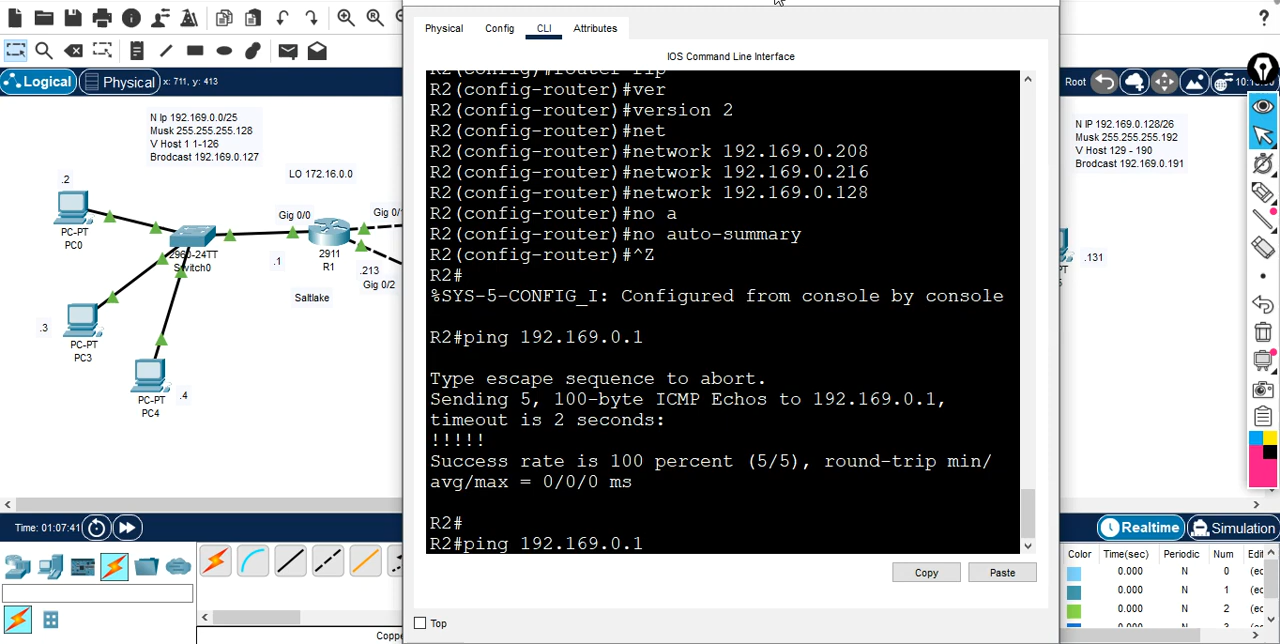 Physical
Config
CLI
Attributes
IOS Command Line Interface
Logical
Physical
x: 711, y: 413
Root
N Ip 192.169.0.0/25
Musk 255.255.255.128
V Host 1 1-126
Brodcast 192.169.0.127
LO 172.16.0.0
.2
PC-PT
PC0
2960-24TT
Switch0
Gig 0/0
Gig 0/
2911
R1
.1
.213
Gig 0/2
Saltlake
.3
PC-PT
PC3
PC-PT
PC4
.4
R2(config)#router rip
R2(config-router)#ver
R2(config-router)#version 2
R2(config-router)#net
R2(config-router)#network 192.169.0.208
R2(config-router)#network 192.169.0.216
R2(config-router)#network 192.169.0.128
R2(config-router)#no a
R2(config-router)#no auto-summary
R2(config-router)#^Z
R2#
%SYS-5-CONFIG_I: Configured from console by console
R2#ping 192.169.0.1
Type escape sequence to abort.
Sending 5, 100-byte ICMP Echos to 192.169.0.1,
timeout is 2 seconds:
!!!!!
Success rate is 100 percent (5/5), round-trip min/
avg/max = 0/0/0 ms
R2#
R2#ping 192.169.0.1
Copy
Paste
Top
N IP 192.169.0.128/26
Musk 255.255.255.192
V Host 129 - 190
Brodcast 192.169.0.191
.131
Time: 01:07:41
Realtime
Simulation
Color Time(sec) Periodic Num
0.000 N 0
0.000 N 1
0.000 N 2
0.000 N 3